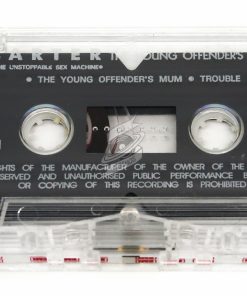 CARTER THE YOUNG OFFENDER'S
THE UNSTOPPABLE SEX MACHINE
• THE YOUNG OFFENDER'S MUM • TROUBLE
GHTS OF THE MANUFACTURER OF THE OWNER OF THE
SERVED AND UNAUTHORISED PUBLIC PERFORMANCE B
OR COPYING OF THIS RECORDING IS PROHIBITED